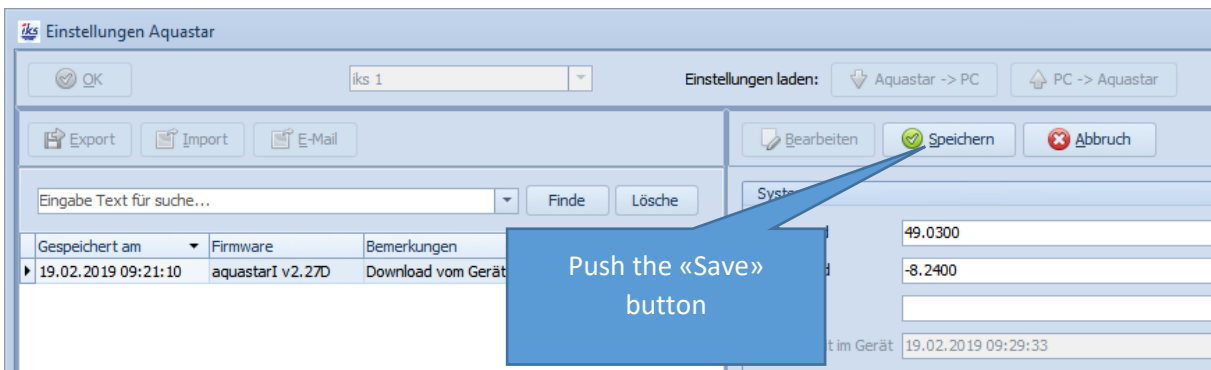 iks Einstellungen Aquastar
OK iks 1 Einstellungen laden: Aquastar -> PC PC -> Aquastar
Export Import E-Mail Bearbeiten Speichern Abbruch
Eingabe Text für suche... Finde Lösche
Gespeichert am Firmware Bemerkungen
19.02.2019 09:21:10 aquastarI v2.27D Download vom Gerät
Push the «Save»
button
49.0300
-8.2400
im Gerät 19.02.2019 09:29:33